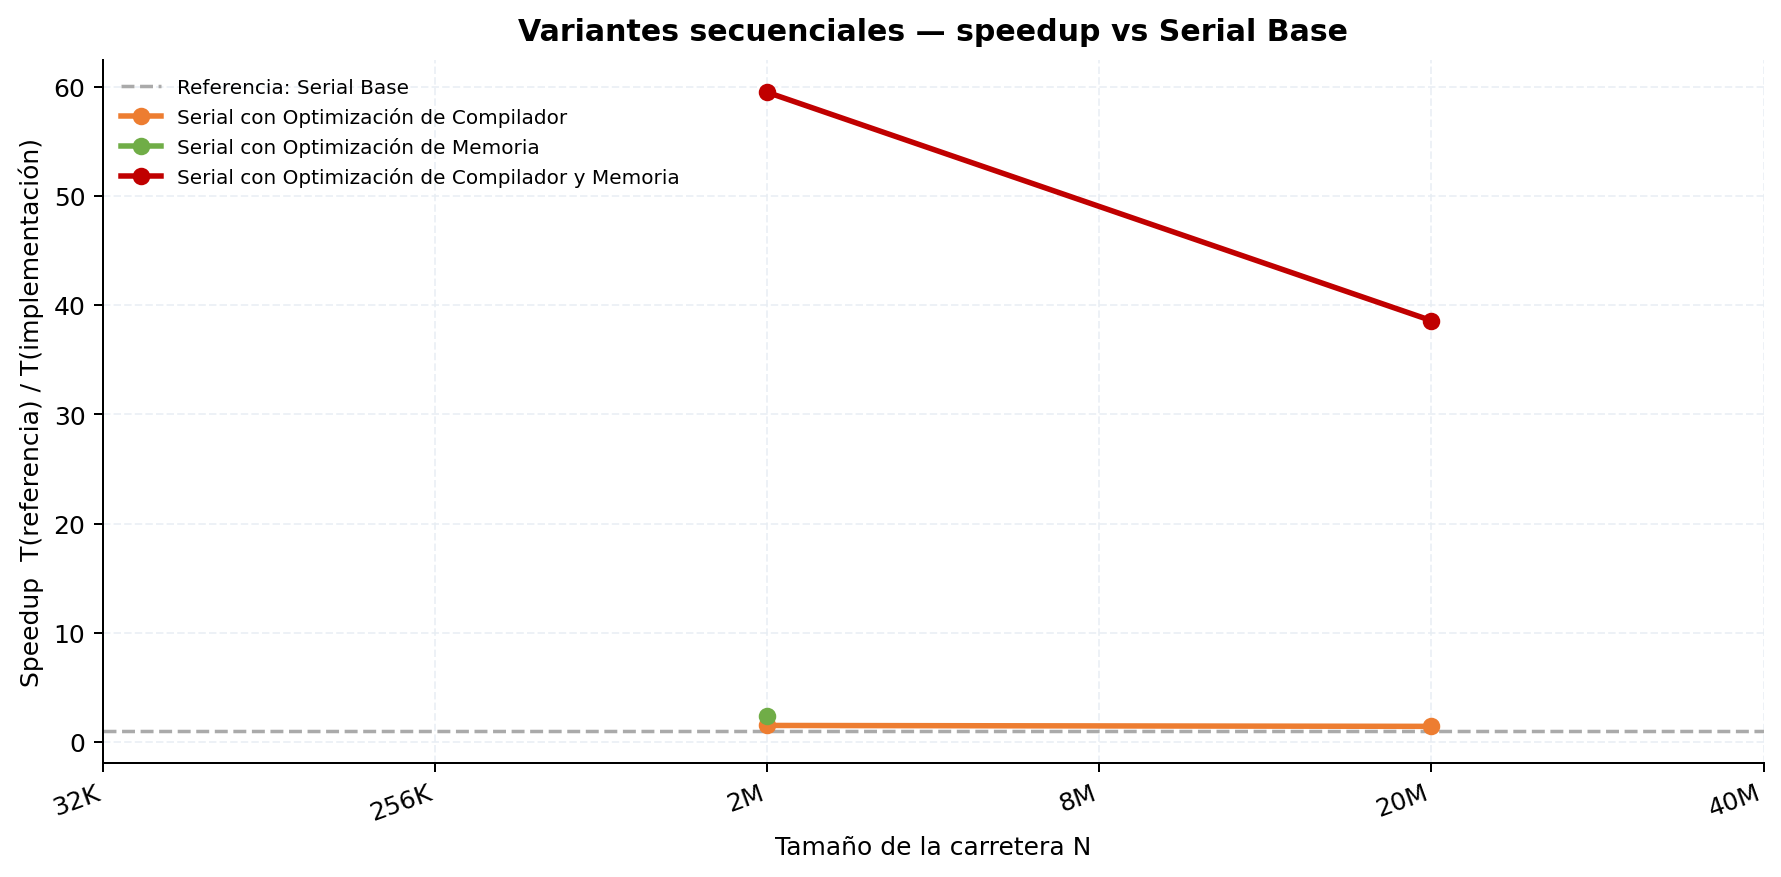 Variantes secuenciales — speedup vs Serial Base
Referencia: Serial Base
Serial con Optimización de Compilador
Serial con Optimización de Memoria
Serial con Optimización de Compilador y Memoria
Speedup  T(referencia) / T(implementación)
60
50
40
30
20
10
0
32K
256K
2M
8M
20M
40M
Tamaño de la carretera N